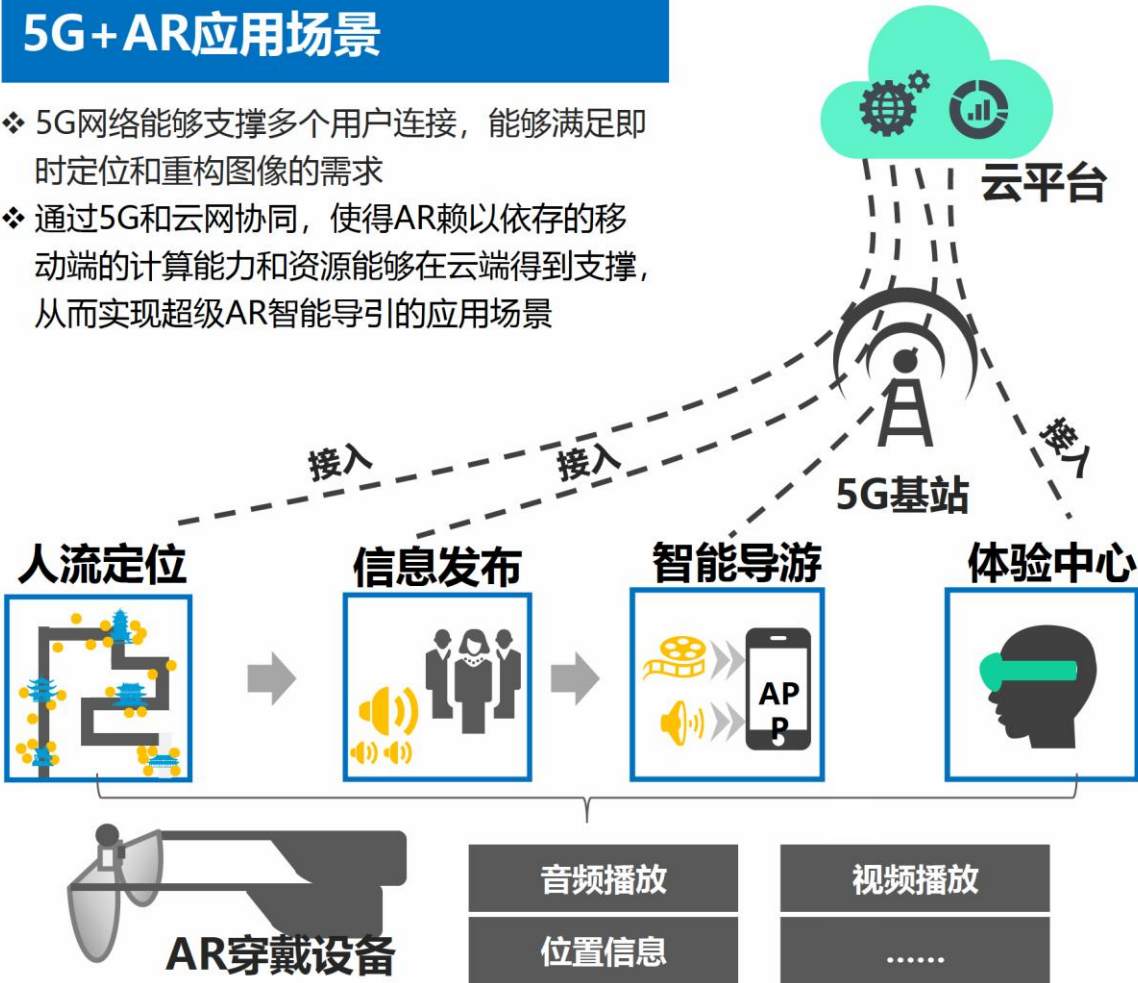 5G+AR应用场景
❖ 5G网络能够支撑多个用户连接，能够满足即
时定位和重构图像的需求
❖ 通过5G和云网协同，使得AR赖以依存的移
动端的计算能力和资源能够在云端得到支撑，
从而实现超级AR智能导引的应用场景
云平台
接入
接入
接入
5G基站
人流定位
信息发布
智能导游
体验中心
AP
P
音频播放
视频播放
AR穿戴设备
位置信息
......